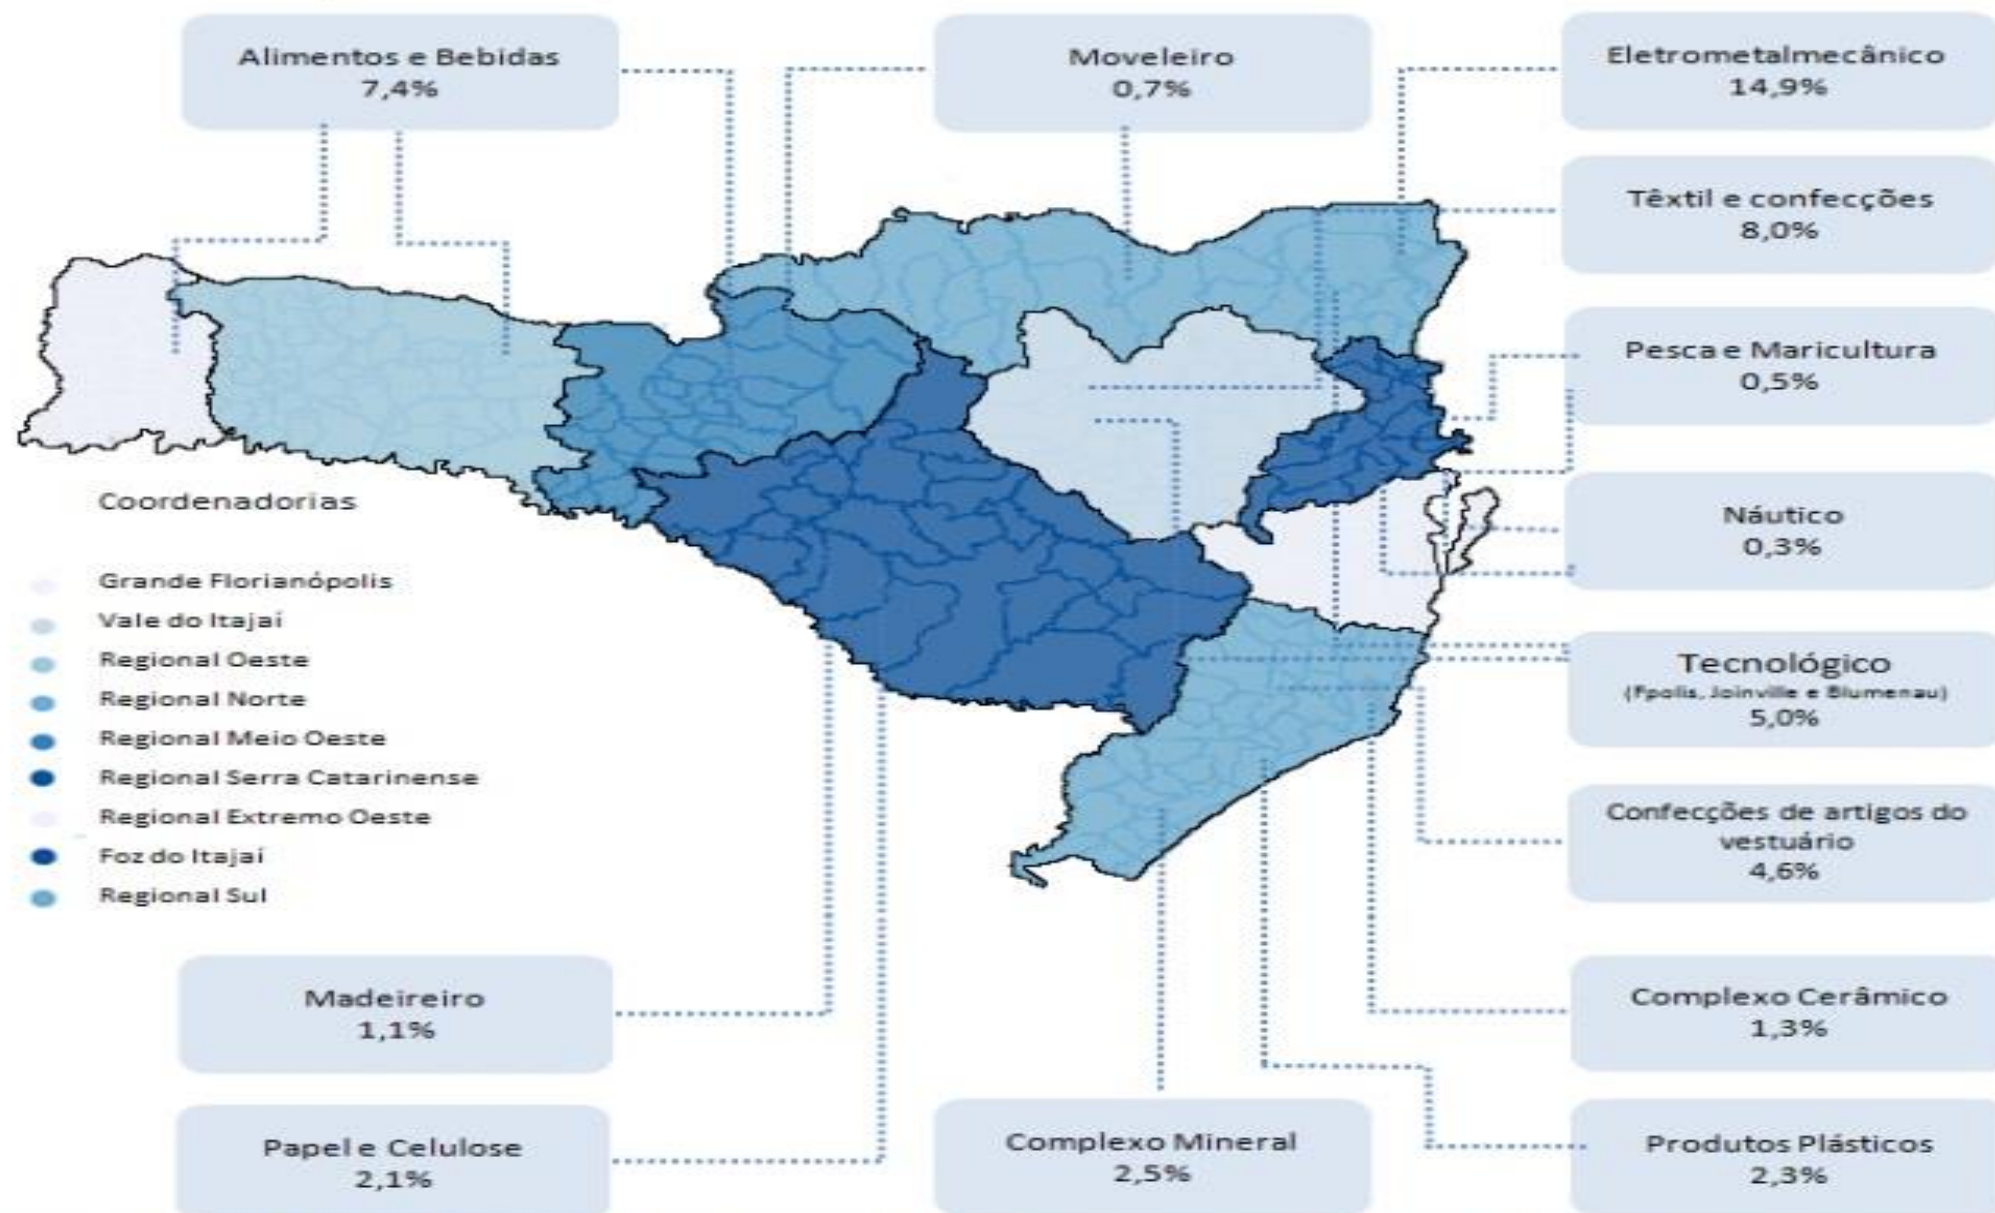 Alimentos e Bebidas
7,4%
Moveleiro
0,7%
Eletrometalmecânico
14,9%
Têxtil e confecções
8,0%
Pesca e Maricultura
0,5%
Náutico
0,3%
Tecnológico
(Fpolis, Joinville e Blumenau)
5,0%
Confecções de artigos do
vestuário
4,6%
Complexo Cerâmico
1,3%
Produtos Plásticos
2,3%
Coordenadorias
Grande Florianópolis
Vale do Itajaí
Regional Oeste
Regional Norte
Regional Meio Oeste
Regional Serra Catarinense
Regional Extremo Oeste
Foz do Itajaí
Regional Sul
Madeireiro
1,1%
Papel e Celulose
2,1%
Complexo Mineral
2,5%